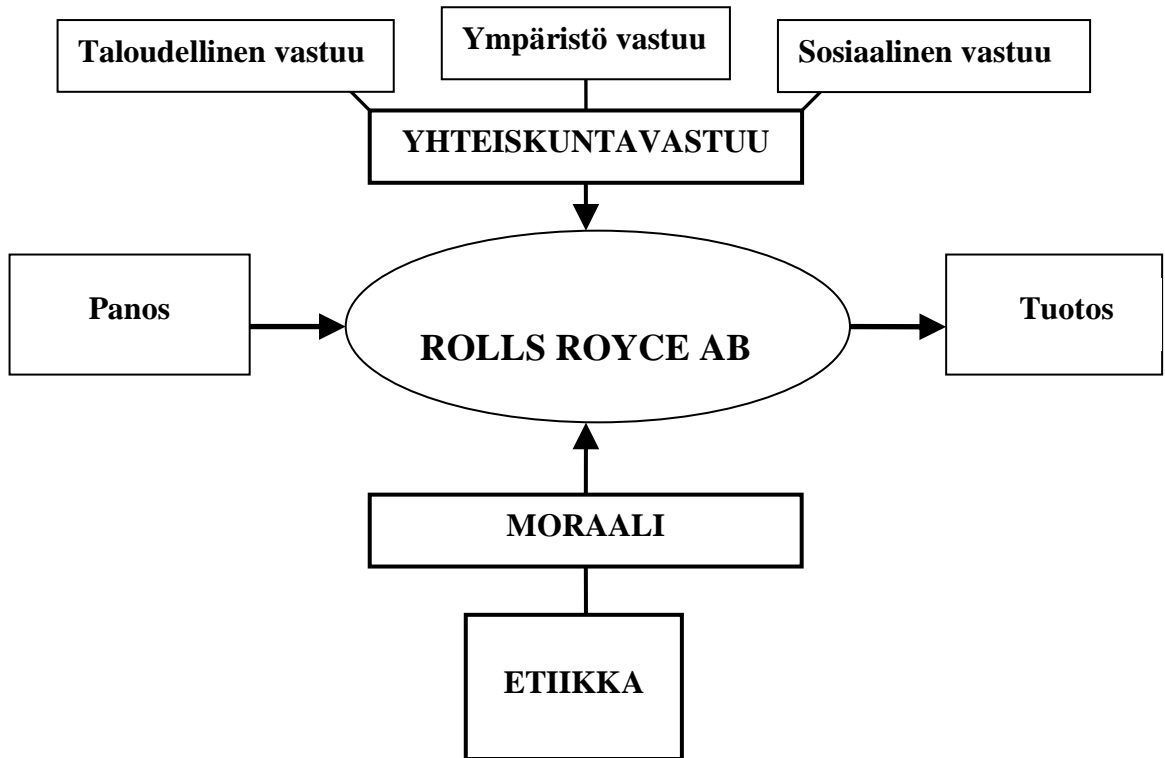 Taloudellinen vastuu
Ympäristö vastuu
Sosiaalinen vastuu
YHTEISKUNTAVASTUU
Panos
ROLLS ROYCE AB
Tuotos
MORAALI
ETIIKKA